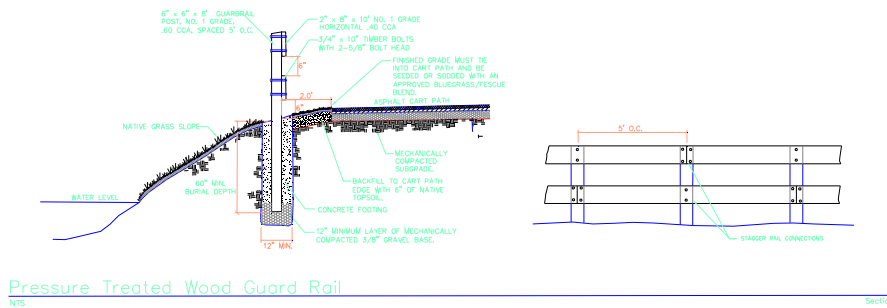 6" x 6" x 8' GUARDRAIL
POST, NO. 1 GRADE,
.60 CCA, SPACED 5' O.C.
2" x 8" x 10' NO. 1 GRADE
HORIZONTAL .40 CCA
3/4" x 10" TIMBER BOLTS
WITH 2-5/8" BOLT HEAD
6"
FINISHED GRADE MUST TIE
INTO CART PATH AND BE
SEEDED OR SODDED WITH AN
APPROVED BLUEGRASS/FESCUE
BLEND.
2.0'
6"
ASPHALT CART PATH
NATIVE GRASS SLOPE
MECHANICALLY
COMPACTED
SUBGRADE.
60" MIN.
BURIAL DEPTH
BACKFILL TO CART PATH
EDGE WITH 6" OF NATIVE
TOPSOIL.
WATER LEVEL
CONCRETE FOOTING
12" MINIMUM LAYER OF MECHANICALLY
COMPACTED 3/8" GRAVEL BASE.
12" MIN.
5' O.C.
STAGGER RAIL CONNECTIONS
Pressure Treated Wood Guard Rail
NTS
Sectio